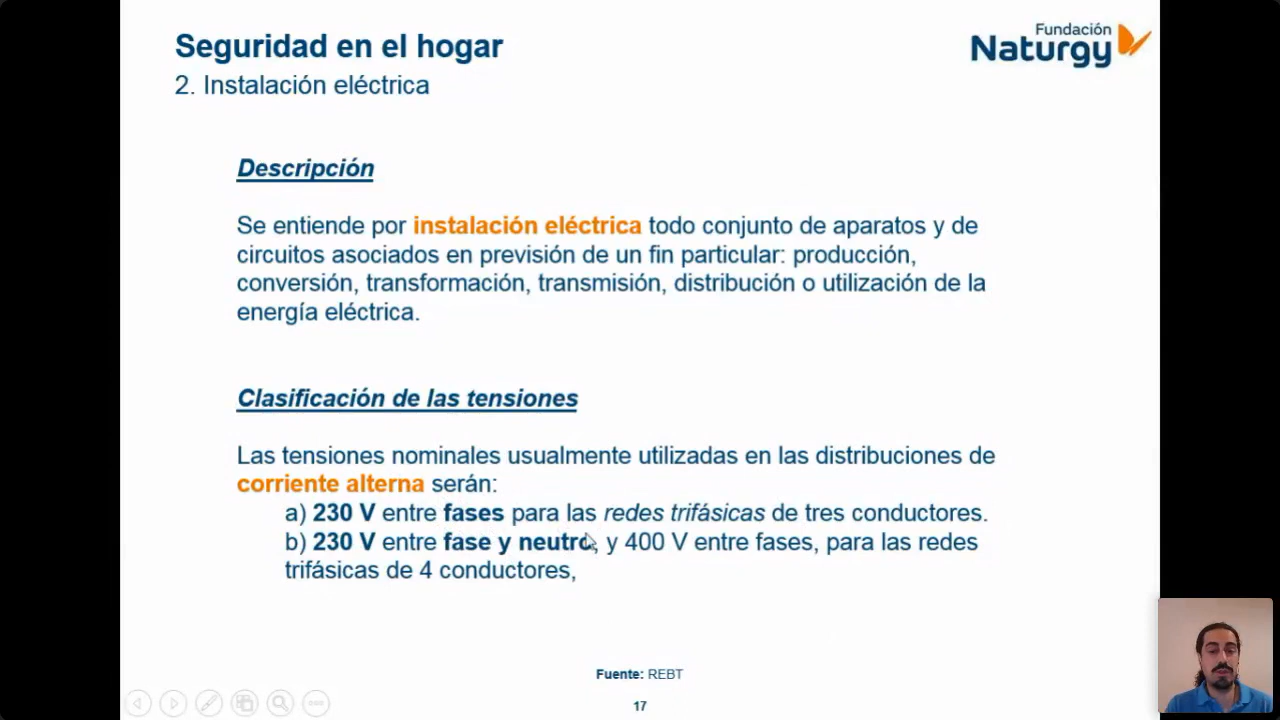 Seguridad en el hogar
Fundación
Naturgy
2. Instalación eléctrica
Descripción
Se entiende por instalación eléctrica todo conjunto de aparatos y de
circuitos asociados en previsión de un fin particular: producción,
conversión, transformación, transmisión, distribución o utilización de la
energía eléctrica.
Clasificación de las tensiones
Las tensiones nominales usualmente utilizadas en las distribuciones de
corriente alterna serán:
a) 230 V entre fases para las redes trifásicas de tres conductores.
b) 230 V entre fase y neutro, y 400 V entre fases, para las redes
trifásicas de 4 conductores,
Fuente: REBT
17